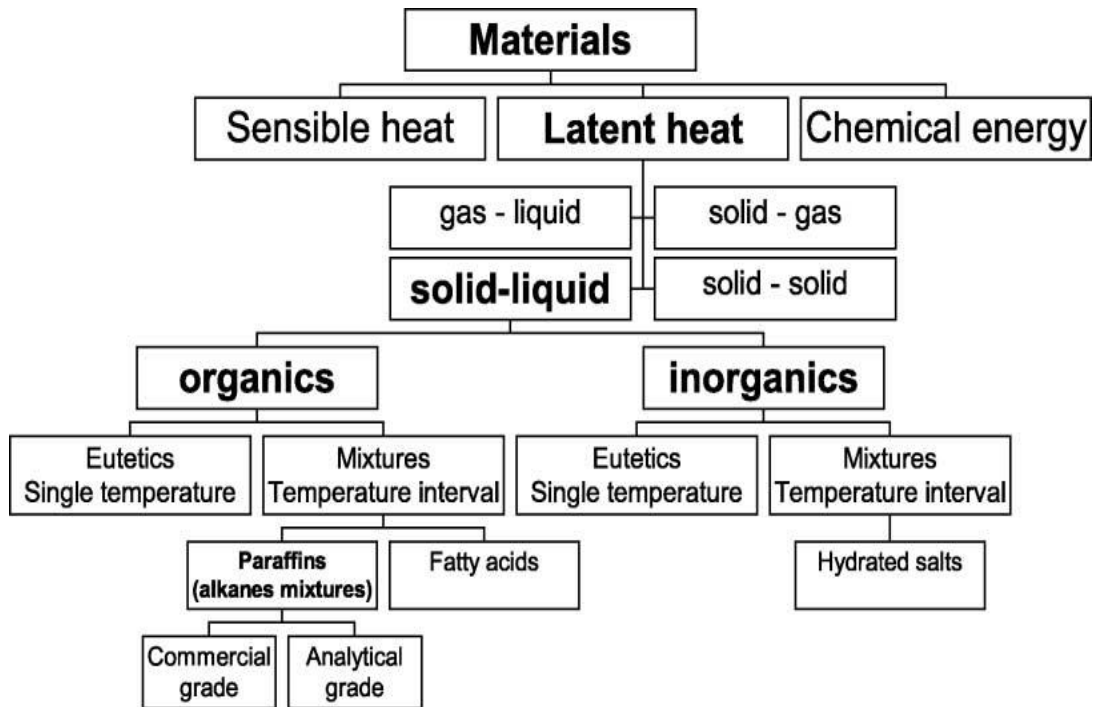 Materials
Sensible heat
Latent heat
Chemical energy
gas - liquid
solid - gas
solid-liquid
solid - solid
organics
inorganics
Eutetics
Single temperature
Mixtures
Temperature interval
Eutetics
Single temperature
Mixtures
Temperature interval
Paraffins
(alkanes mixtures)
Fatty acids
Hydrated salts
Commercial
grade
Analytical
grade